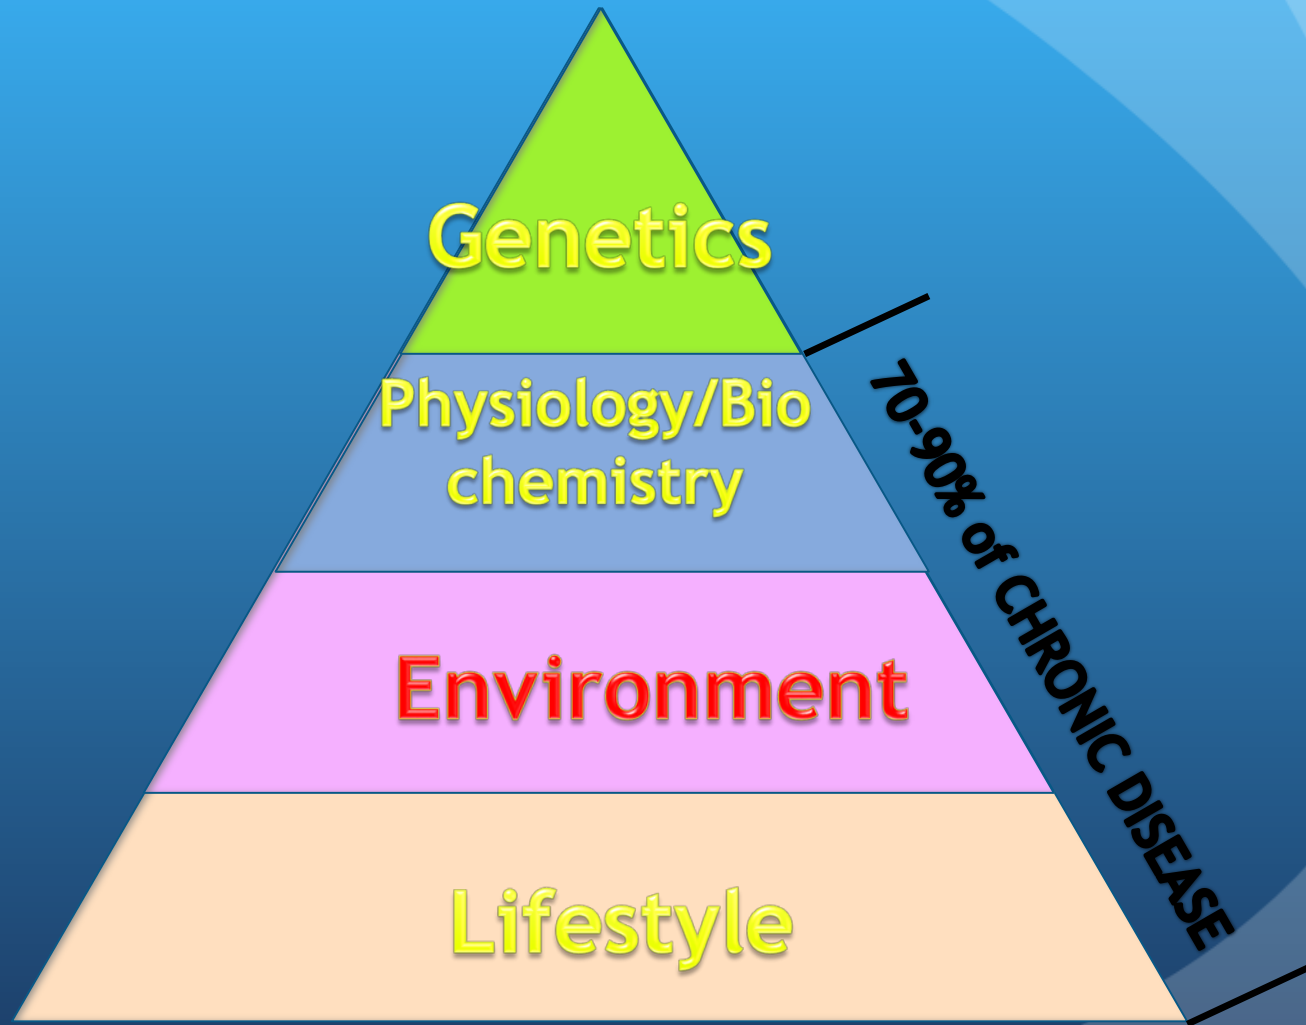 Genetics
Physiology/Bio
chemistry
Environment
Lifestyle
70-90% of CHRONIC DISEASE